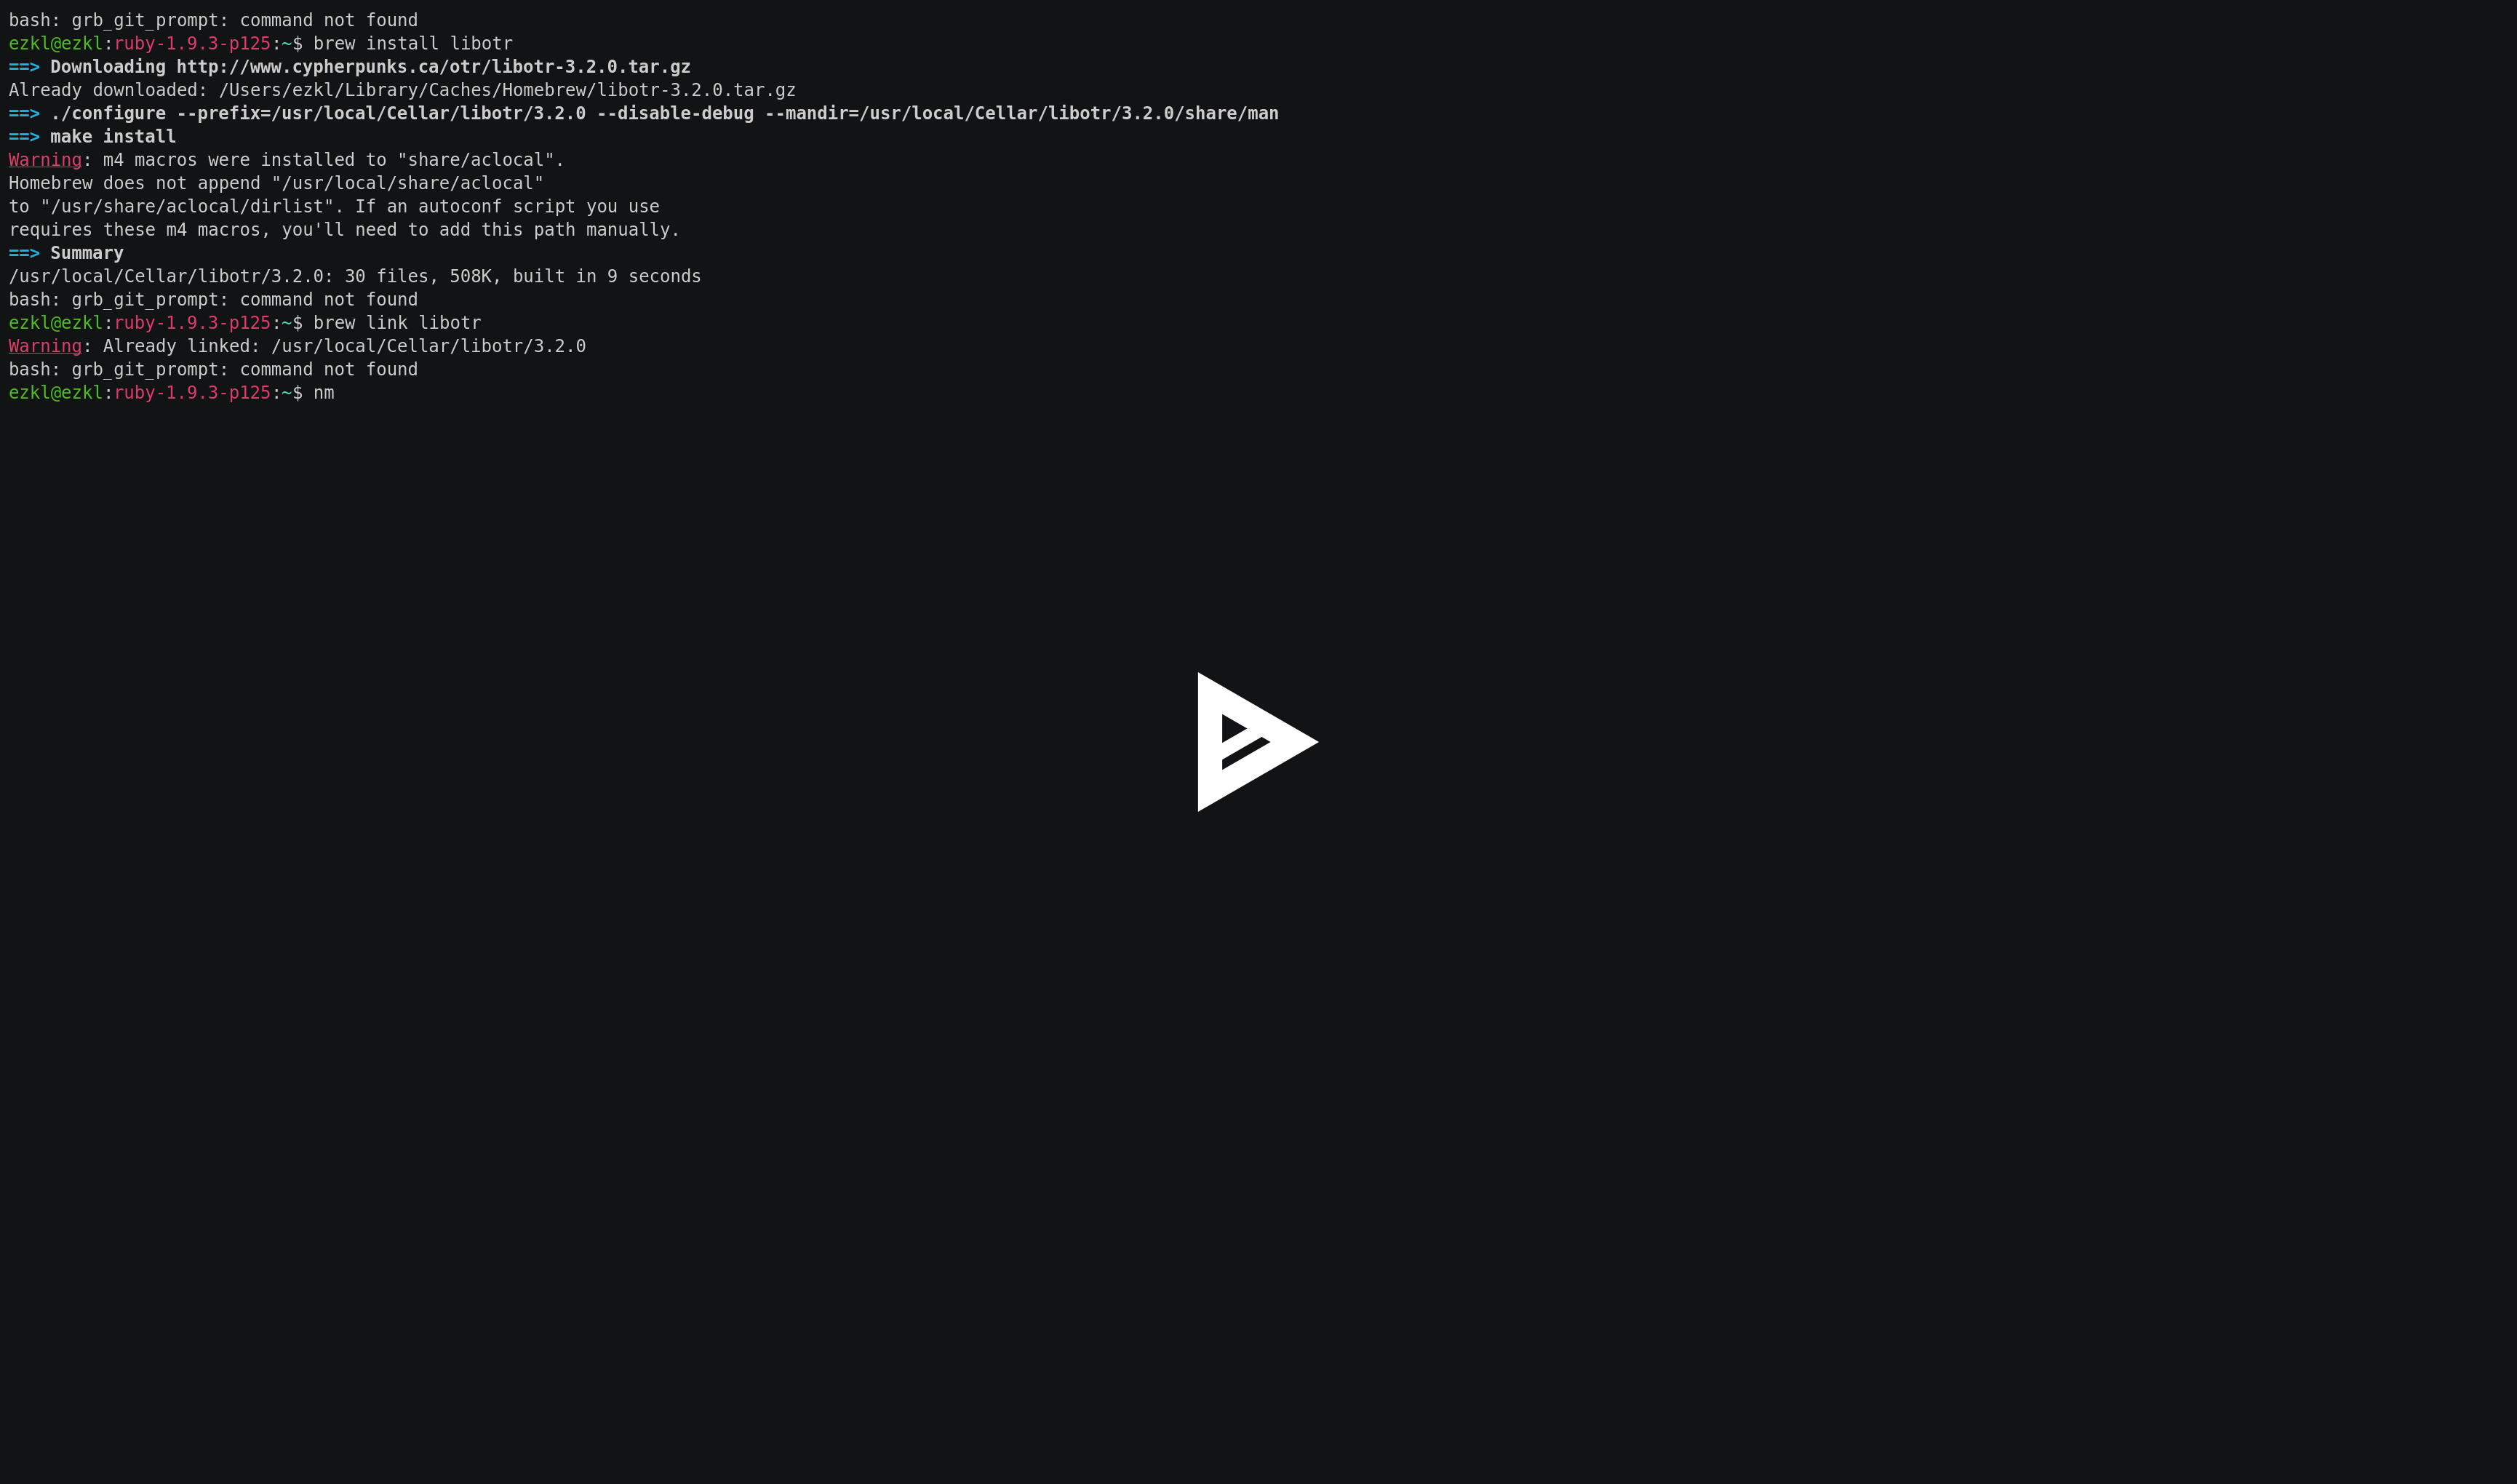 bash: grb_git_prompt: command not found
ezkl@ezkl:ruby-1.9.3-p125:~$ brew install libotr
==> Downloading http://www.cypherpunks.ca/otr/libotr-3.2.0.tar.gz
Already downloaded: /Users/ezkl/Library/Caches/Homebrew/libotr-3.2.0.tar.gz
==> ./configure --prefix=/usr/local/Cellar/libotr/3.2.0 --disable-debug --mandir=/usr/local/Cellar/libotr/3.2.0/share/man
==> make install
Warning: m4 macros were installed to "share/aclocal".
Homebrew does not append "/usr/local/share/aclocal"
to "/usr/share/aclocal/dirlist". If an autoconf script you use
requires these m4 macros, you'll need to add this path manually.
==> Summary
/usr/local/Cellar/libotr/3.2.0: 30 files, 508K, built in 9 seconds
bash: grb_git_prompt: command not found
ezkl@ezkl:ruby-1.9.3-p125:~$ brew link libotr
Warning: Already linked: /usr/local/Cellar/libotr/3.2.0
bash: grb_git_prompt: command not found
ezkl@ezkl:ruby-1.9.3-p125:~$ nm